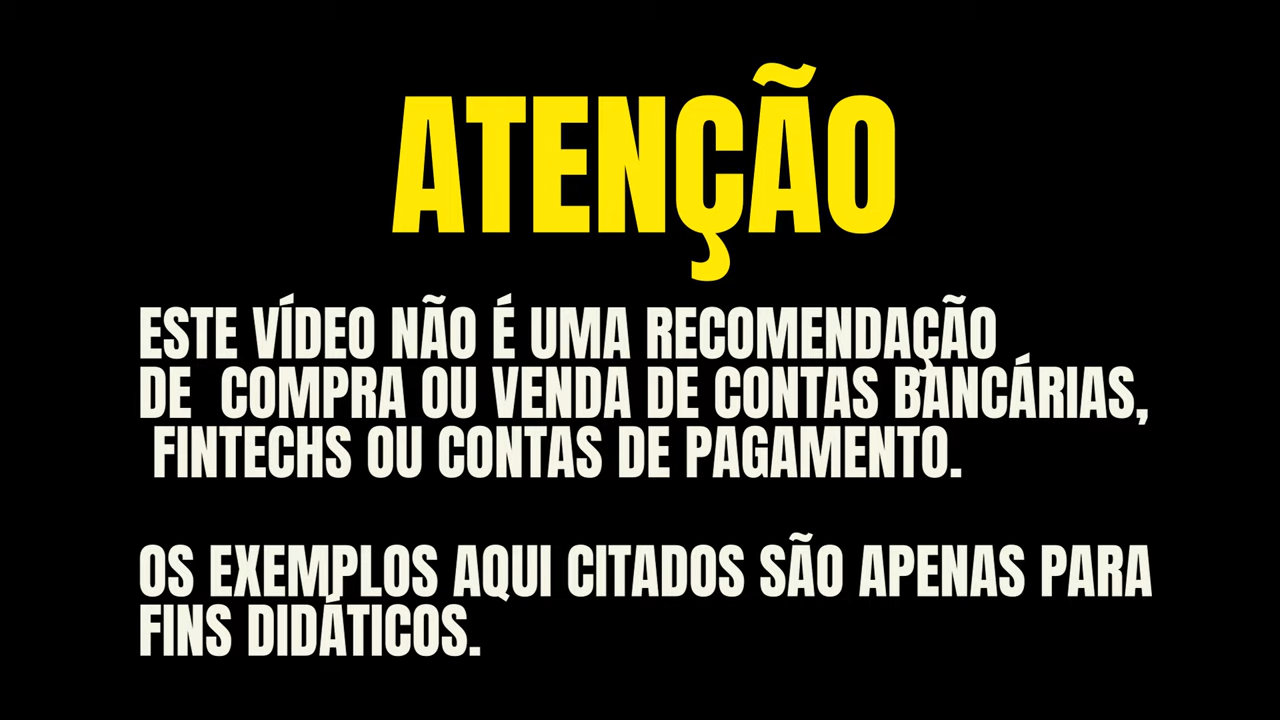 ATENÇÃO
ESTE VÍDEO NÃO É UMA RECOMENDAÇÃO
DE COMPRA OU VENDA DE CONTAS BANCÁRIAS,
FINTECHS OU CONTAS DE PAGAMENTO.
OS EXEMPLOS AQUI CITADOS SÃO APENAS PARA
FINS DIDÁTICOS.